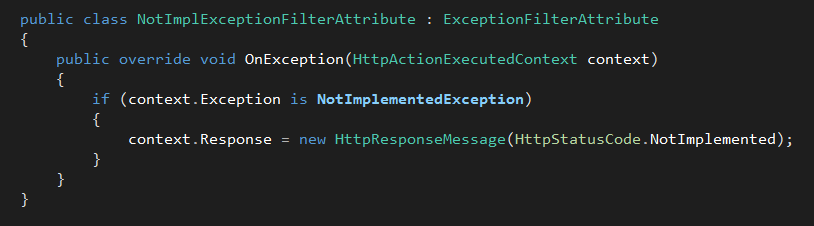 public class NotImplExceptionFilterAttribute : ExceptionFilterAttribute
{
    public override void OnException(HttpActionExecutedContext context)
    {
        if (context.Exception is NotImplementedException)
        {
            context.Response = new HttpResponseMessage(HttpStatusCode.NotImplemented);
        }
    }
}